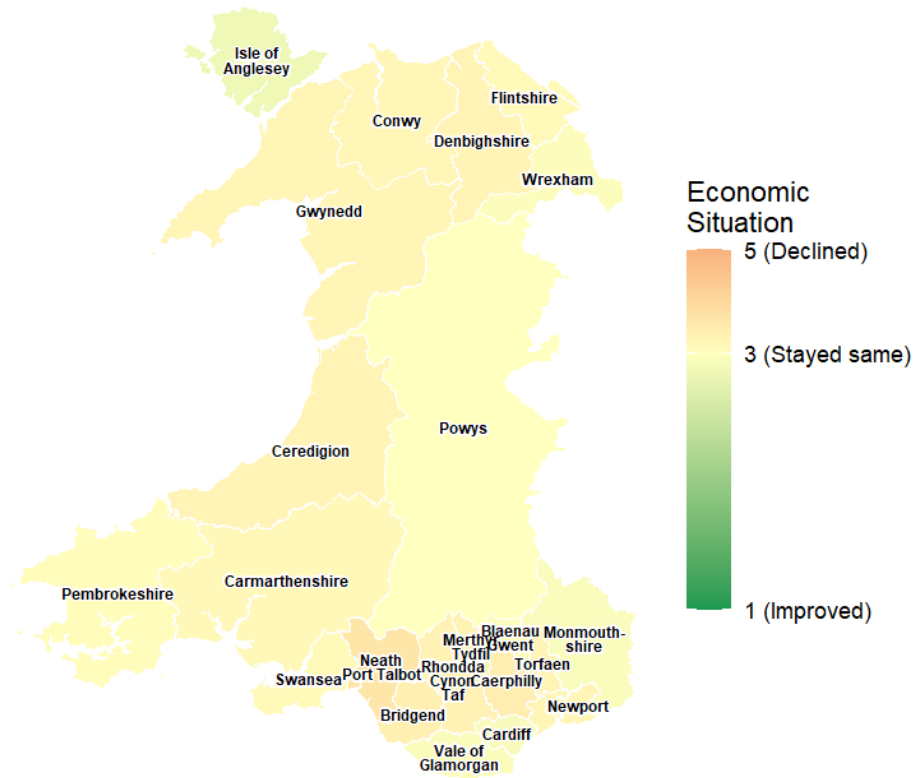 Isle of
Anglesey
Flintshire
Conwy
Denbighshire
Wrexham
Gwynedd
Economic
Situation
5 (Declined)
3 (Stayed same)
1 (Improved)
Powys
Ceredigion
Carmarthenshire
Pembrokeshire
Blaenau
Gwent
Monmouth-
shire
Merthyr
Tydfil
Torfaen
Neath
Port Talbot
Rhondda
Cynon
Taf
Caerphilly
Swansea
Bridgend
Newport
Cardiff
Vale of
Glamorgan